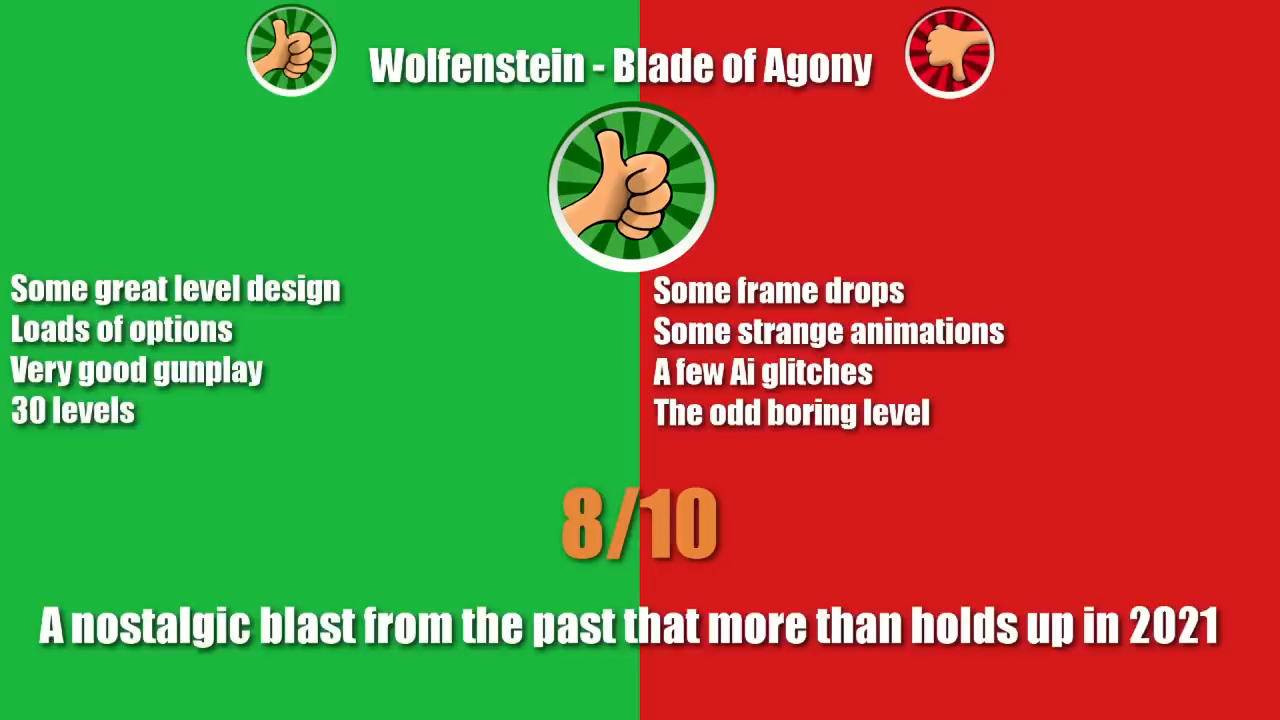 Wolfenstein - Blade of Agony
Some great level design
Loads of options
Very good gunplay
30 levels
Some frame drops
Some strange animations
A few Ai glitches
The odd boring level
8/10
A nostalgic blast from the past that more than holds up in 2021